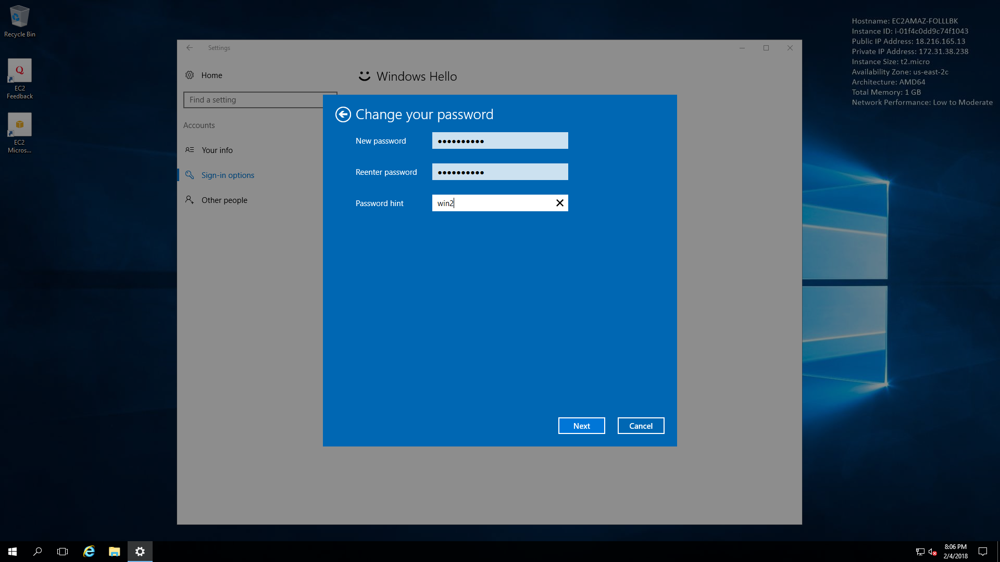 Recycle Bin
EC2
Feedback
EC2
Micros...
Hostname: EC2AMAZ-FOLLLBK
Instance ID: i-01f4c0dd9c74f1043
Public IP Address: 18.216.165.13
Private IP Address: 172.31.38.238
Instance Size: t2.micro
Availability Zone: us-east-2c
Architecture: AMD64
Total Memory: 1 GB
Network Performance: Low to Moderate
Settings
Home
Find a setting
Accounts
Your info
Sign-in options
Other people
Windows Hello
Change your password
New password ●●●●●●●●●●
Reenter password ●●●●●●●●●●
Password hint win2
Next Cancel
8:06 PM
2/4/2018